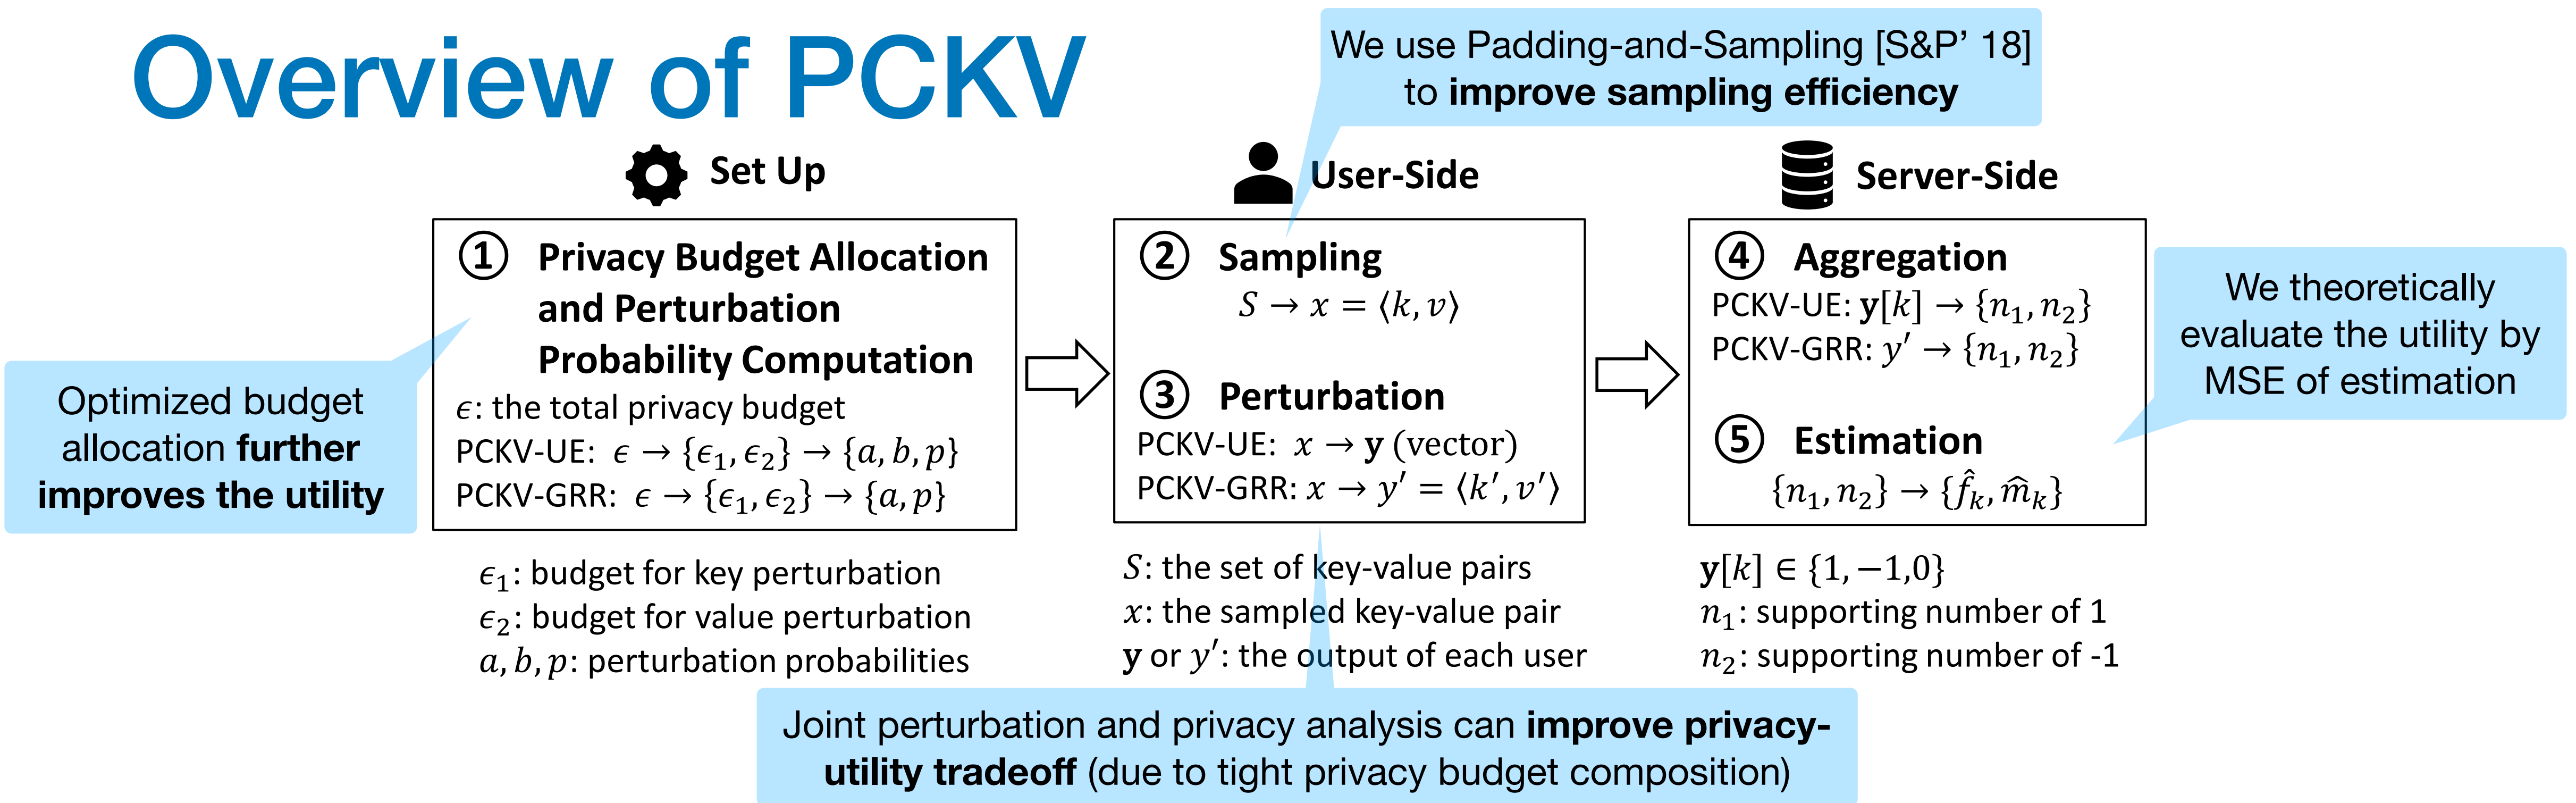 Overview of PCKV
We use Padding-and-Sampling [S&P' 18]
to improve sampling efficiency
Set Up
① Privacy Budget Allocation
and Perturbation
Probability Computation
ϵ: the total privacy budget
PCKV-UE: ϵ → {ϵ₁, ϵ₂} → {a, b, p}
PCKV-GRR: ϵ → {ϵ₁, ϵ₂} → {a, p}
ϵ₁: budget for key perturbation
ϵ₂: budget for value perturbation
a, b, p: perturbation probabilities
Optimized budget
allocation further
improves the utility
User-Side
② Sampling
S → x = ⟨k, v⟩
③ Perturbation
PCKV-UE: x → y (vector)
PCKV-GRR: x → y′ = ⟨k′, v′⟩
S: the set of key-value pairs
x: the sampled key-value pair
y or y′: the output of each user
Server-Side
④ Aggregation
PCKV-UE: y[k] → {n₁, n₂}
PCKV-GRR: y′ → {n₁, n₂}
⑤ Estimation
{n₁, n₂} → {f̂ₖ, m̂ₖ}
y[k] ∈ {1, −1,0}
n₁: supporting number of 1
n₂: supporting number of -1
We theoretically
evaluate the utility by
MSE of estimation
Joint perturbation and privacy analysis can improve privacy-
utility tradeoff (due to tight privacy budget composition)